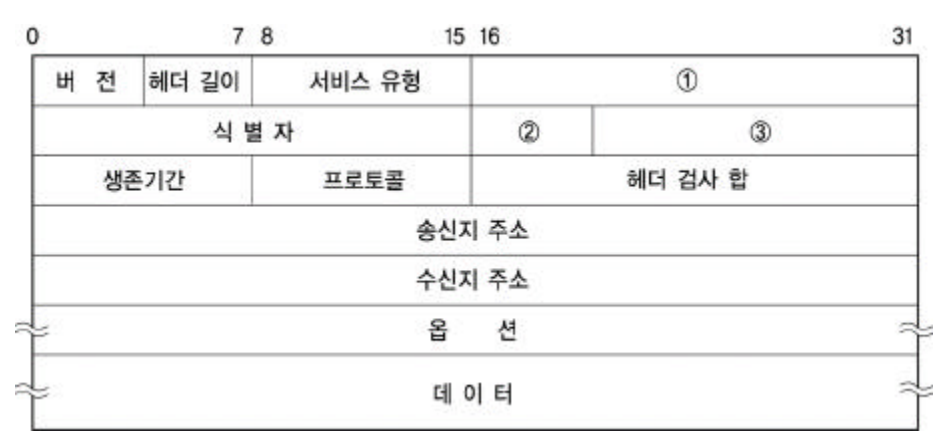 0 7 8 15 16 31
버 전 헤더 길이 서비스 유형 ①
식 별 자 ② ③
생존기간 프로토콜 헤더 검사 합
송신지 주소
수신지 주소
옵 션
데 이 터